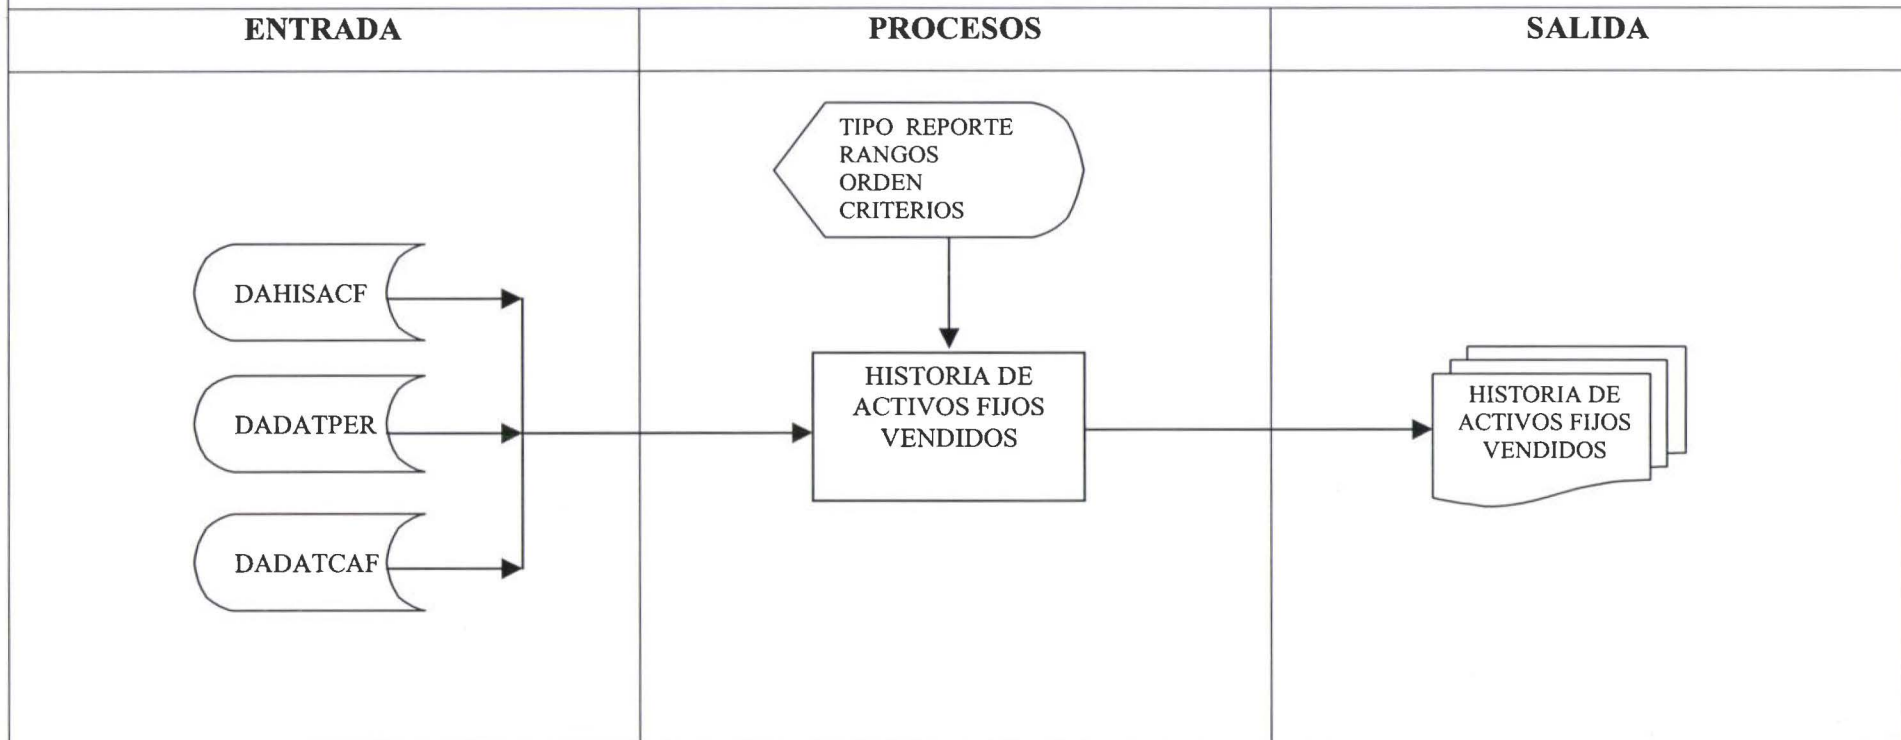 ENTRADA
PROCESOS
SALIDA
TIPO REPORTE
RANGOS
ORDEN
CRITERIOS
DAHISACF
DADATPER
DADATCAF
HISTORIA DE
ACTIVOS FIJOS
VENDIDOS
HISTORIA DE
ACTIVOS FIJOS
VENDIDOS